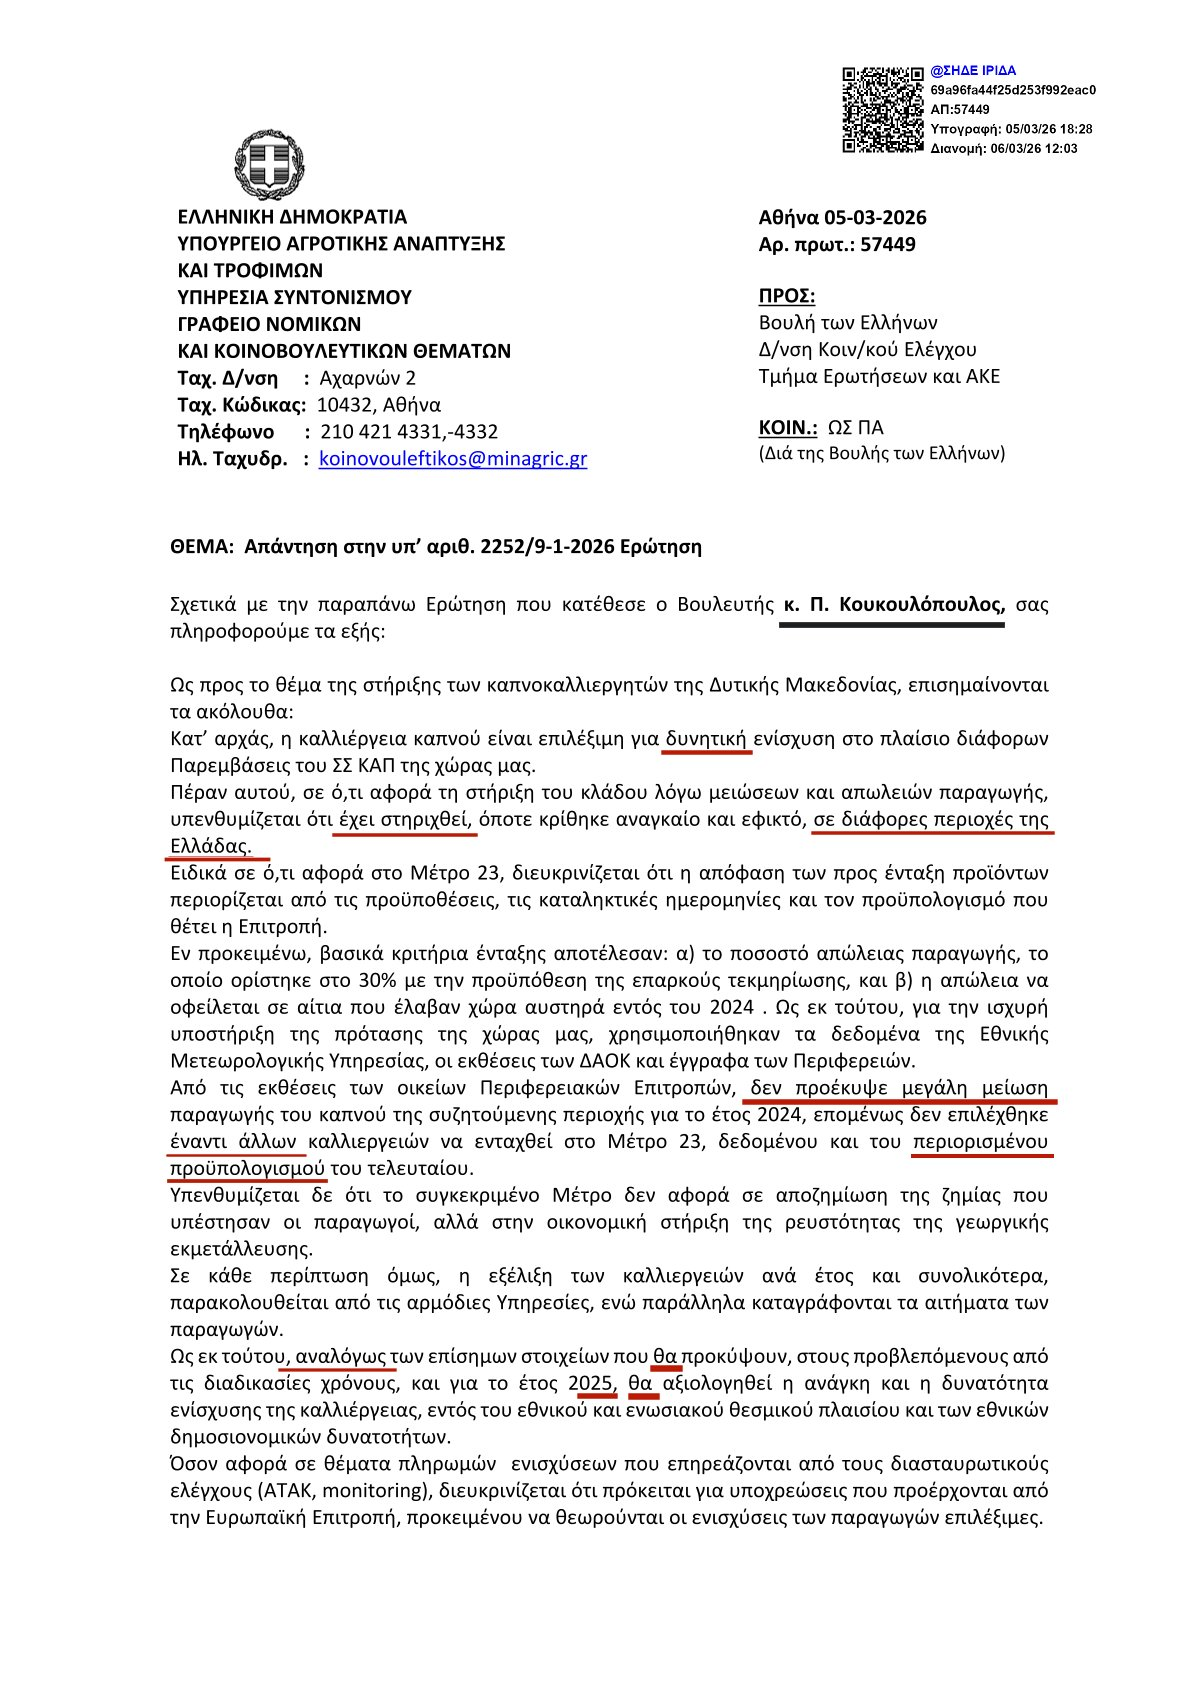 @ΣΗΔΕ ΙΡΙΔΑ
69a96fa44f25d253f992eac0
ΑΠ:57449
Υπογραφή: 05/03/26 18:28
Διανομή: 06/03/26 12:03
ΕΛΛΗΝΙΚΗ ΔΗΜΟΚΡΑΤΙΑ
ΥΠΟΥΡΓΕΙΟ ΑΓΡΟΤΙΚΗΣ ΑΝΑΠΤΥΞΗΣ
ΚΑΙ ΤΡΟΦΙΜΩΝ
ΥΠΗΡΕΣΙΑ ΣΥΝΤΟΝΙΣΜΟΥ
ΓΡΑΦΕΙΟ ΝΟΜΙΚΩΝ
ΚΑΙ ΚΟΙΝΟΒΟΥΛΕΥΤΙΚΩΝ ΘΕΜΑΤΩΝ
Ταχ. Δ/νση : Αχαρνών 2
Ταχ. Κώδικας: 10432, Αθήνα
Τηλέφωνο : 210 421 4331,-4332
Ηλ. Ταχυδρ. : koinovouleftikos@minagric.gr
Αθήνα 05-03-2026
Αρ. πρωτ.: 57449
ΠΡΟΣ:
Βουλή των Ελλήνων
Δ/νση Κοιν/κού Ελέγχου
Τμήμα Ερωτήσεων και ΑΚΕ
ΚΟΙΝ.: ΩΣ ΠΑ
(Διά της Βουλής των Ελλήνων)
ΘΕΜΑ: Απάντηση στην υπ’ αριθ. 2252/9-1-2026 Ερώτηση
Σχετικά με την παραπάνω Ερώτηση που κατέθεσε ο Βουλευτής κ. Π. Κουκουλόπουλος, σας
πληροφορούμε τα εξής:
Ως προς το θέμα της στήριξης των καπνοκαλλιεργητών της Δυτικής Μακεδονίας, επισημαίνονται
τα ακόλουθα:
Κατ’ αρχάς, η καλλιέργεια καπνού είναι επιλέξιμη για δυνητική ενίσχυση στο πλαίσιο διάφορων
Παρεμβάσεις του ΣΣ ΚΑΠ της χώρας μας.
Πέραν αυτού, σε ό,τι αφορά τη στήριξη του κλάδου λόγω μειώσεων και απωλειών παραγωγής,
υπενθυμίζεται ότι έχει στηριχθεί, όποτε κρίθηκε αναγκαίο και εφικτό, σε διάφορες περιοχές της
Ελλάδας.
Ειδικά σε ό,τι αφορά στο Μέτρο 23, διευκρινίζεται ότι η απόφαση των προς ένταξη προϊόντων
περιορίζεται από τις προϋποθέσεις, τις καταληκτικές ημερομηνίες και τον προϋπολογισμό που
θέτει η Επιτροπή.
Εν προκειμένω, βασικά κριτήρια ένταξης αποτέλεσαν: α) το ποσοστό απώλειας παραγωγής, το
οποίο ορίστηκε στο 30% με την προϋπόθεση της επαρκούς τεκμηρίωσης, και β) η απώλεια να
οφείλεται σε αίτια που έλαβαν χώρα αυστηρά εντός του 2024 . Ως εκ τούτου, για την ισχυρή
υποστήριξη της πρότασης της χώρας μας, χρησιμοποιήθηκαν τα δεδομένα της Εθνικής
Μετεωρολογικής Υπηρεσίας, οι εκθέσεις των ΔΑΟΚ και έγγραφα των Περιφερειών.
Από τις εκθέσεις των οικείων Περιφερειακών Επιτροπών, δεν προέκυψε μεγάλη μείωση
παραγωγής του καπνού της συζητούμενης περιοχής για το έτος 2024, επομένως δεν επιλέχθηκε
έναντι άλλων καλλιεργειών να ενταχθεί στο Μέτρο 23, δεδομένου και του περιορισμένου
προϋπολογισμού του τελευταίου.
Υπενθυμίζεται δε ότι το συγκεκριμένο Μέτρο δεν αφορά σε αποζημίωση της ζημίας που
υπέστησαν οι παραγωγοί, αλλά στην οικονομική στήριξη της ρευστότητας της γεωργικής
εκμετάλλευσης.
Σε κάθε περίπτωση όμως, η εξέλιξη των καλλιεργειών ανά έτος και συνολικότερα,
παρακολουθείται από τις αρμόδιες Υπηρεσίες, ενώ παράλληλα καταγράφονται τα αιτήματα των
παραγωγών.
Ως εκ τούτου, αναλόγως των επίσημων στοιχείων που θα προκύψουν, στους προβλεπόμενους από
τις διαδικασίες χρόνους, και για το έτος 2025, θα αξιολογηθεί η ανάγκη και η δυνατότητα
ενίσχυσης της καλλιέργειας, εντός του εθνικού και ενωσιακού θεσμικού πλαισίου και των εθνικών
δημοσιονομικών δυνατοτήτων.
Όσον αφορά σε θέματα πληρωμών ενισχύσεων που επηρεάζονται από τους διασταυρωτικούς
ελέγχους (ΑΤΑΚ, monitoring), διευκρινίζεται ότι πρόκειται για υποχρεώσεις που προέρχονται από
την Ευρωπαϊκή Επιτροπή, προκειμένου να θεωρούνται οι ενισχύσεις των παραγωγών επιλέξιμες.